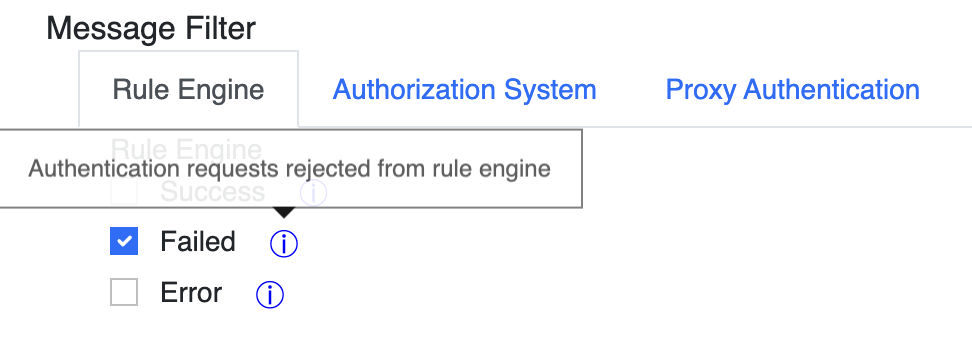 Message Filter
Rule Engine
Authorization System
Proxy Authentication
Rule Engine
Authentication requests rejected from rule engine
Success
Failed
Error